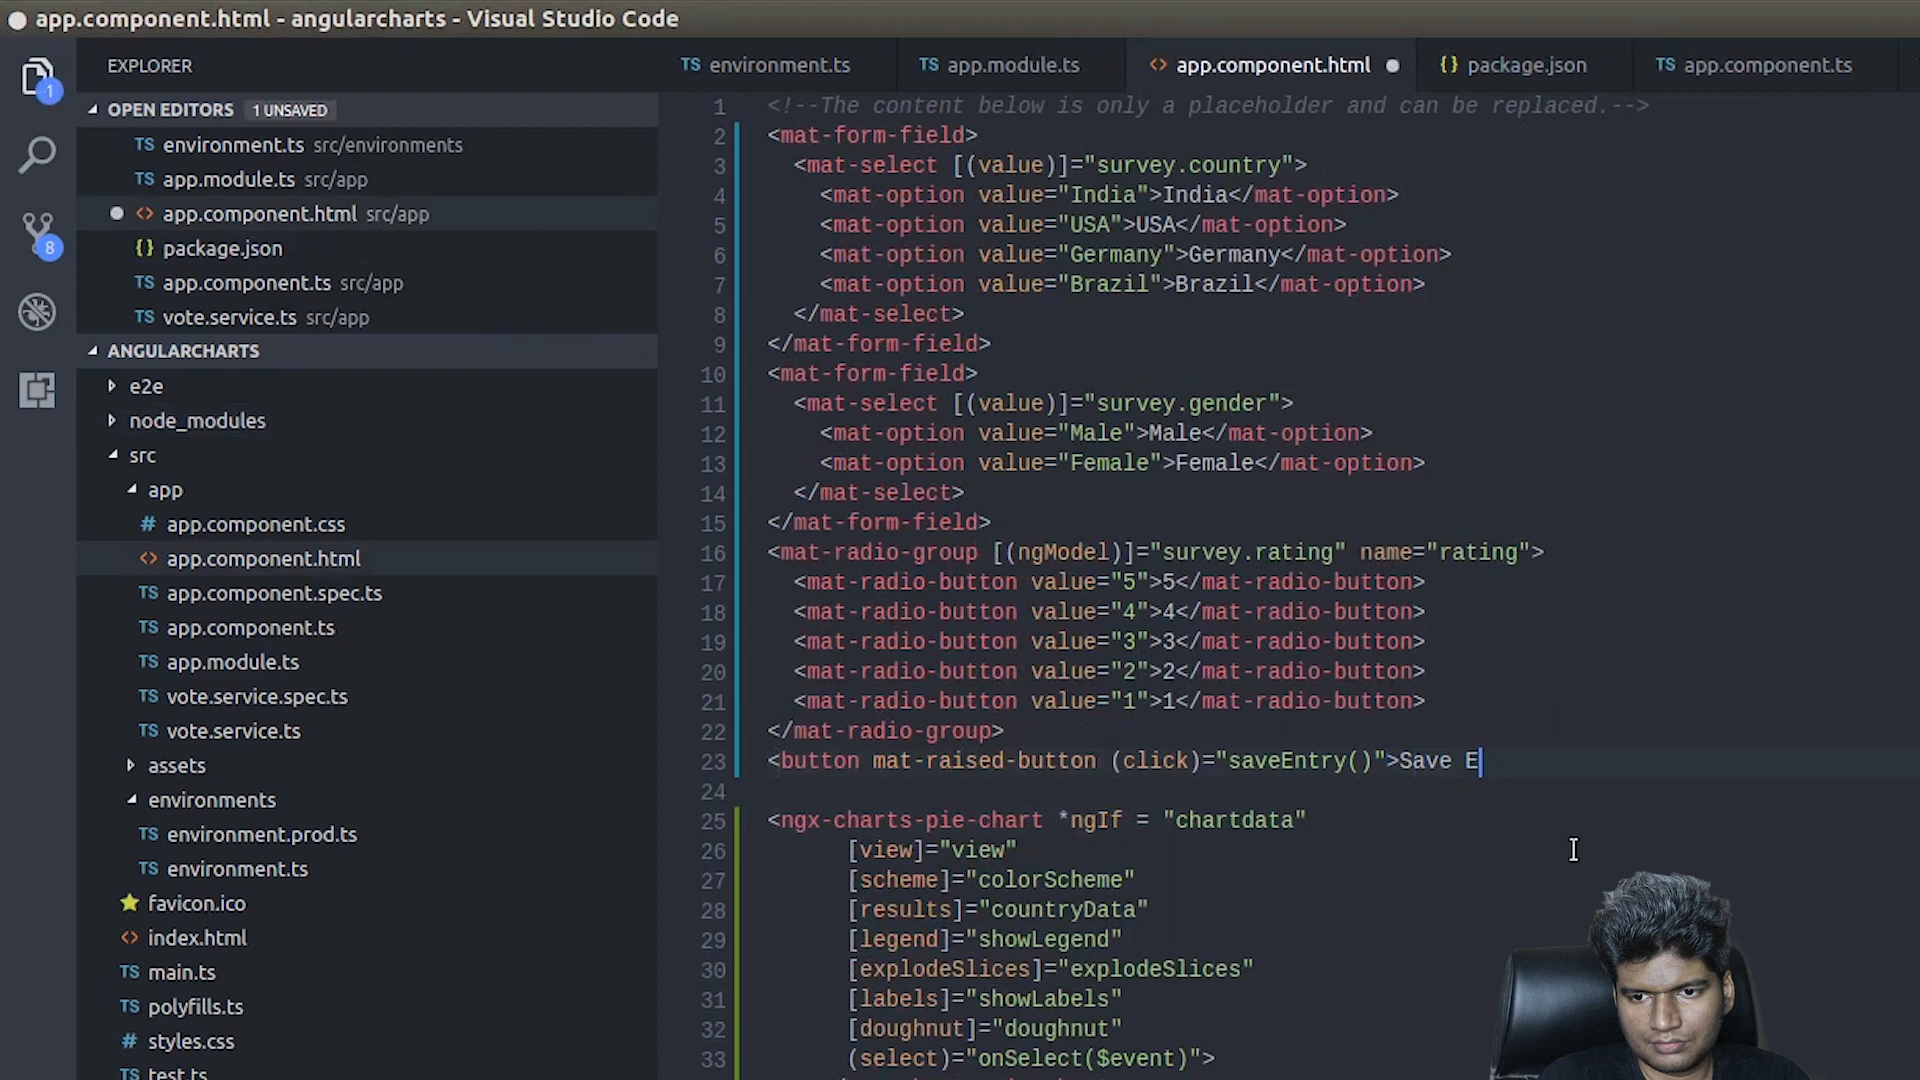 app.component.html - angularcharts - Visual Studio Code
EXPLORER
OPEN EDITORS 1 UNSAVED
TS environment.ts src/environments
TS app.module.ts src/app
<> app.component.html src/app
{} package.json
TS app.component.ts src/app
TS vote.service.ts src/app
ANGULARCHARTS
e2e
node_modules
src
app
# app.component.css
<> app.component.html
TS app.component.spec.ts
TS app.component.ts
TS app.module.ts
TS vote.service.spec.ts
TS vote.service.ts
assets
environments
TS environment.prod.ts
TS environment.ts
favicon.ico
<> index.html
TS main.ts
TS polyfills.ts
# styles.css
TS test.ts
1
8
TS environment.ts TS app.module.ts <> app.component.html {} package.json TS app.component.ts
1 <!--The content below is only a placeholder and can be replaced.-->
2 <mat-form-field>
3 <mat-select [(value)]="survey.country">
4 <mat-option value="India">India</mat-option>
5 <mat-option value="USA">USA</mat-option>
6 <mat-option value="Germany">Germany</mat-option>
7 <mat-option value="Brazil">Brazil</mat-option>
8 </mat-select>
9 </mat-form-field>
10 <mat-form-field>
11 <mat-select [(value)]="survey.gender">
12 <mat-option value="Male">Male</mat-option>
13 <mat-option value="Female">Female</mat-option>
14 </mat-select>
15 </mat-form-field>
16 <mat-radio-group [(ngModel)]="survey.rating" name="rating">
17 <mat-radio-button value="5">5</mat-radio-button>
18 <mat-radio-button value="4">4</mat-radio-button>
19 <mat-radio-button value="3">3</mat-radio-button>
20 <mat-radio-button value="2">2</mat-radio-button>
21 <mat-radio-button value="1">1</mat-radio-button>
22 </mat-radio-group>
23 <button mat-raised-button (click)="saveEntry()">Save E
24
25 <ngx-charts-pie-chart *ngIf = "chartdata"
26 [view]="view"
27 [scheme]="colorScheme"
28 [results]="countryData"
29 [legend]="showLegend"
30 [explodeSlices]="explodeSlices"
31 [labels]="showLabels"
32 [doughnut]="doughnut"
33 (select)="onSelect($event)">